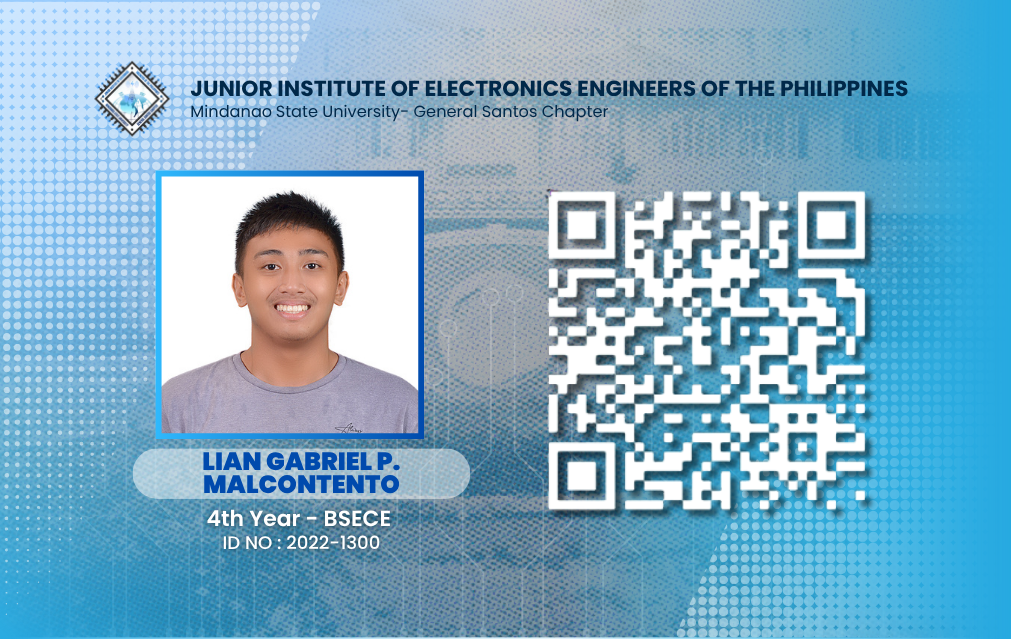 JUNIOR INSTITUTE OF ELECTRONICS ENGINEERS OF THE PHILIPPINES
Mindanao State University- General Santos Chapter
LIAN GABRIEL P.
MALCONTENTO
4th Year - BSECE
ID NO : 2022-1300